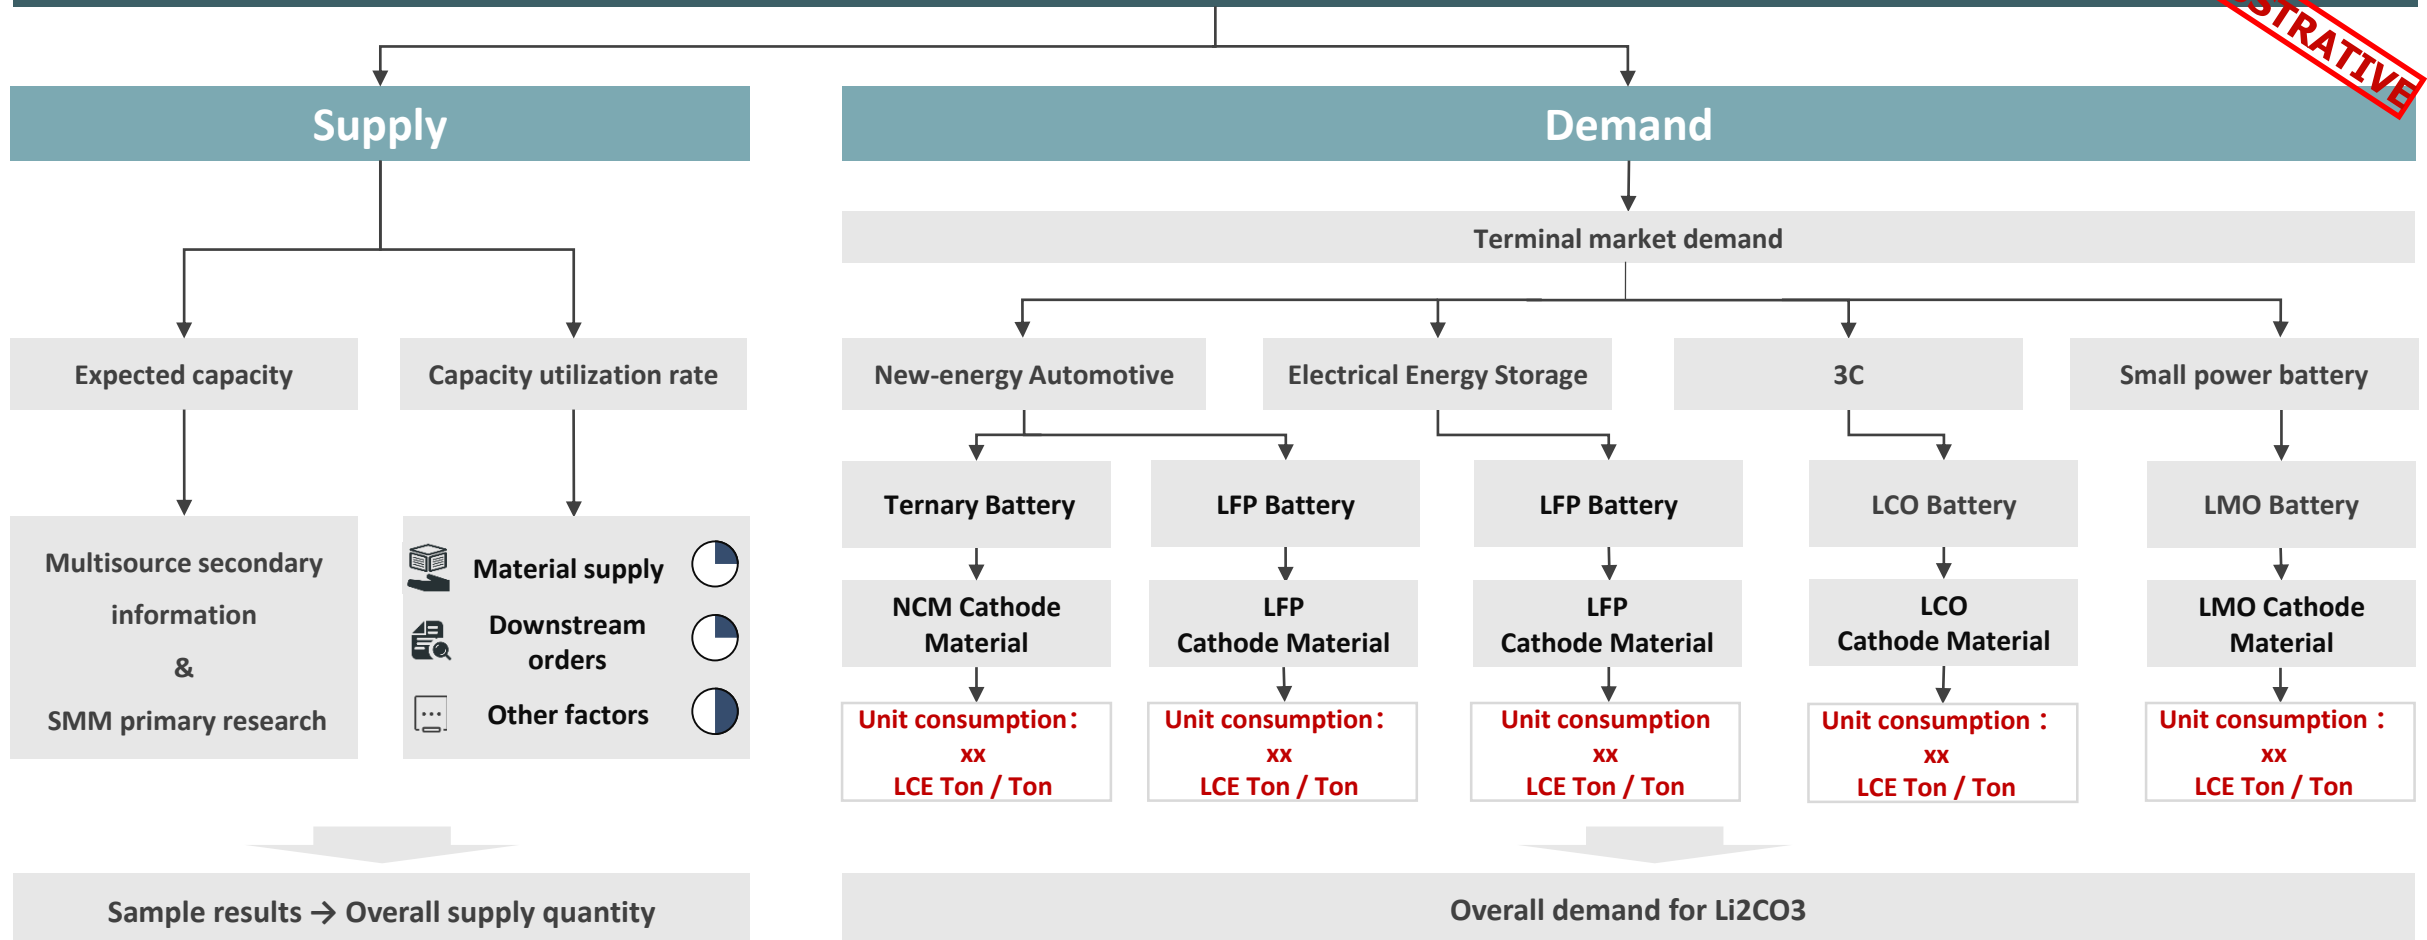 Supply
Demand
Terminal market demand
Expected capacity
Capacity utilization rate
New-energy Automotive
Electrical Energy Storage
3C
Small power battery
Ternary Battery
LFP Battery
LFP Battery
LCO Battery
LMO Battery
Multisource secondary
information
&
SMM primary research
Material supply
Downstream
orders
Other factors
NCM Cathode
Material
LFP
Cathode Material
LFP
Cathode Material
LCO
Cathode Material
LMO Cathode
Material
Unit consumption：
xx
LCE Ton / Ton
Unit consumption：
xx
LCE Ton / Ton
Unit consumption
xx
LCE Ton / Ton
Unit consumption：
xx
LCE Ton / Ton
Unit consumption：
xx
LCE Ton / Ton
Sample results → Overall supply quantity
Overall demand for Li2CO3